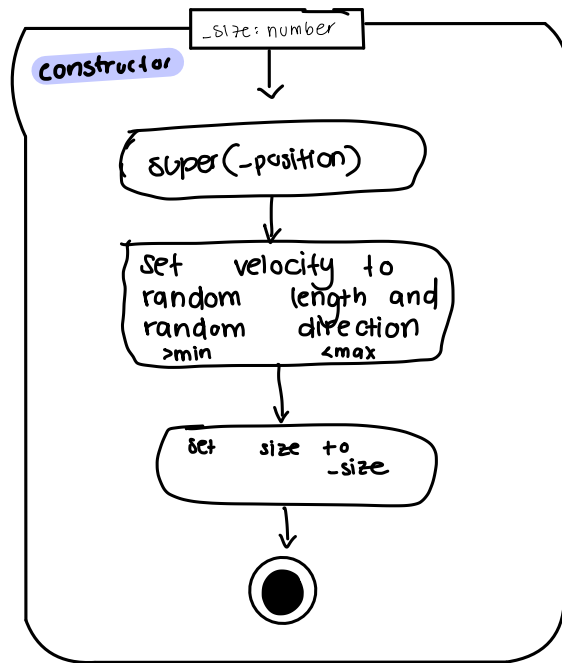 _size: number
constructor
super(_position)
set velocity to
random length and
random direction
>min <max
set size to
_size